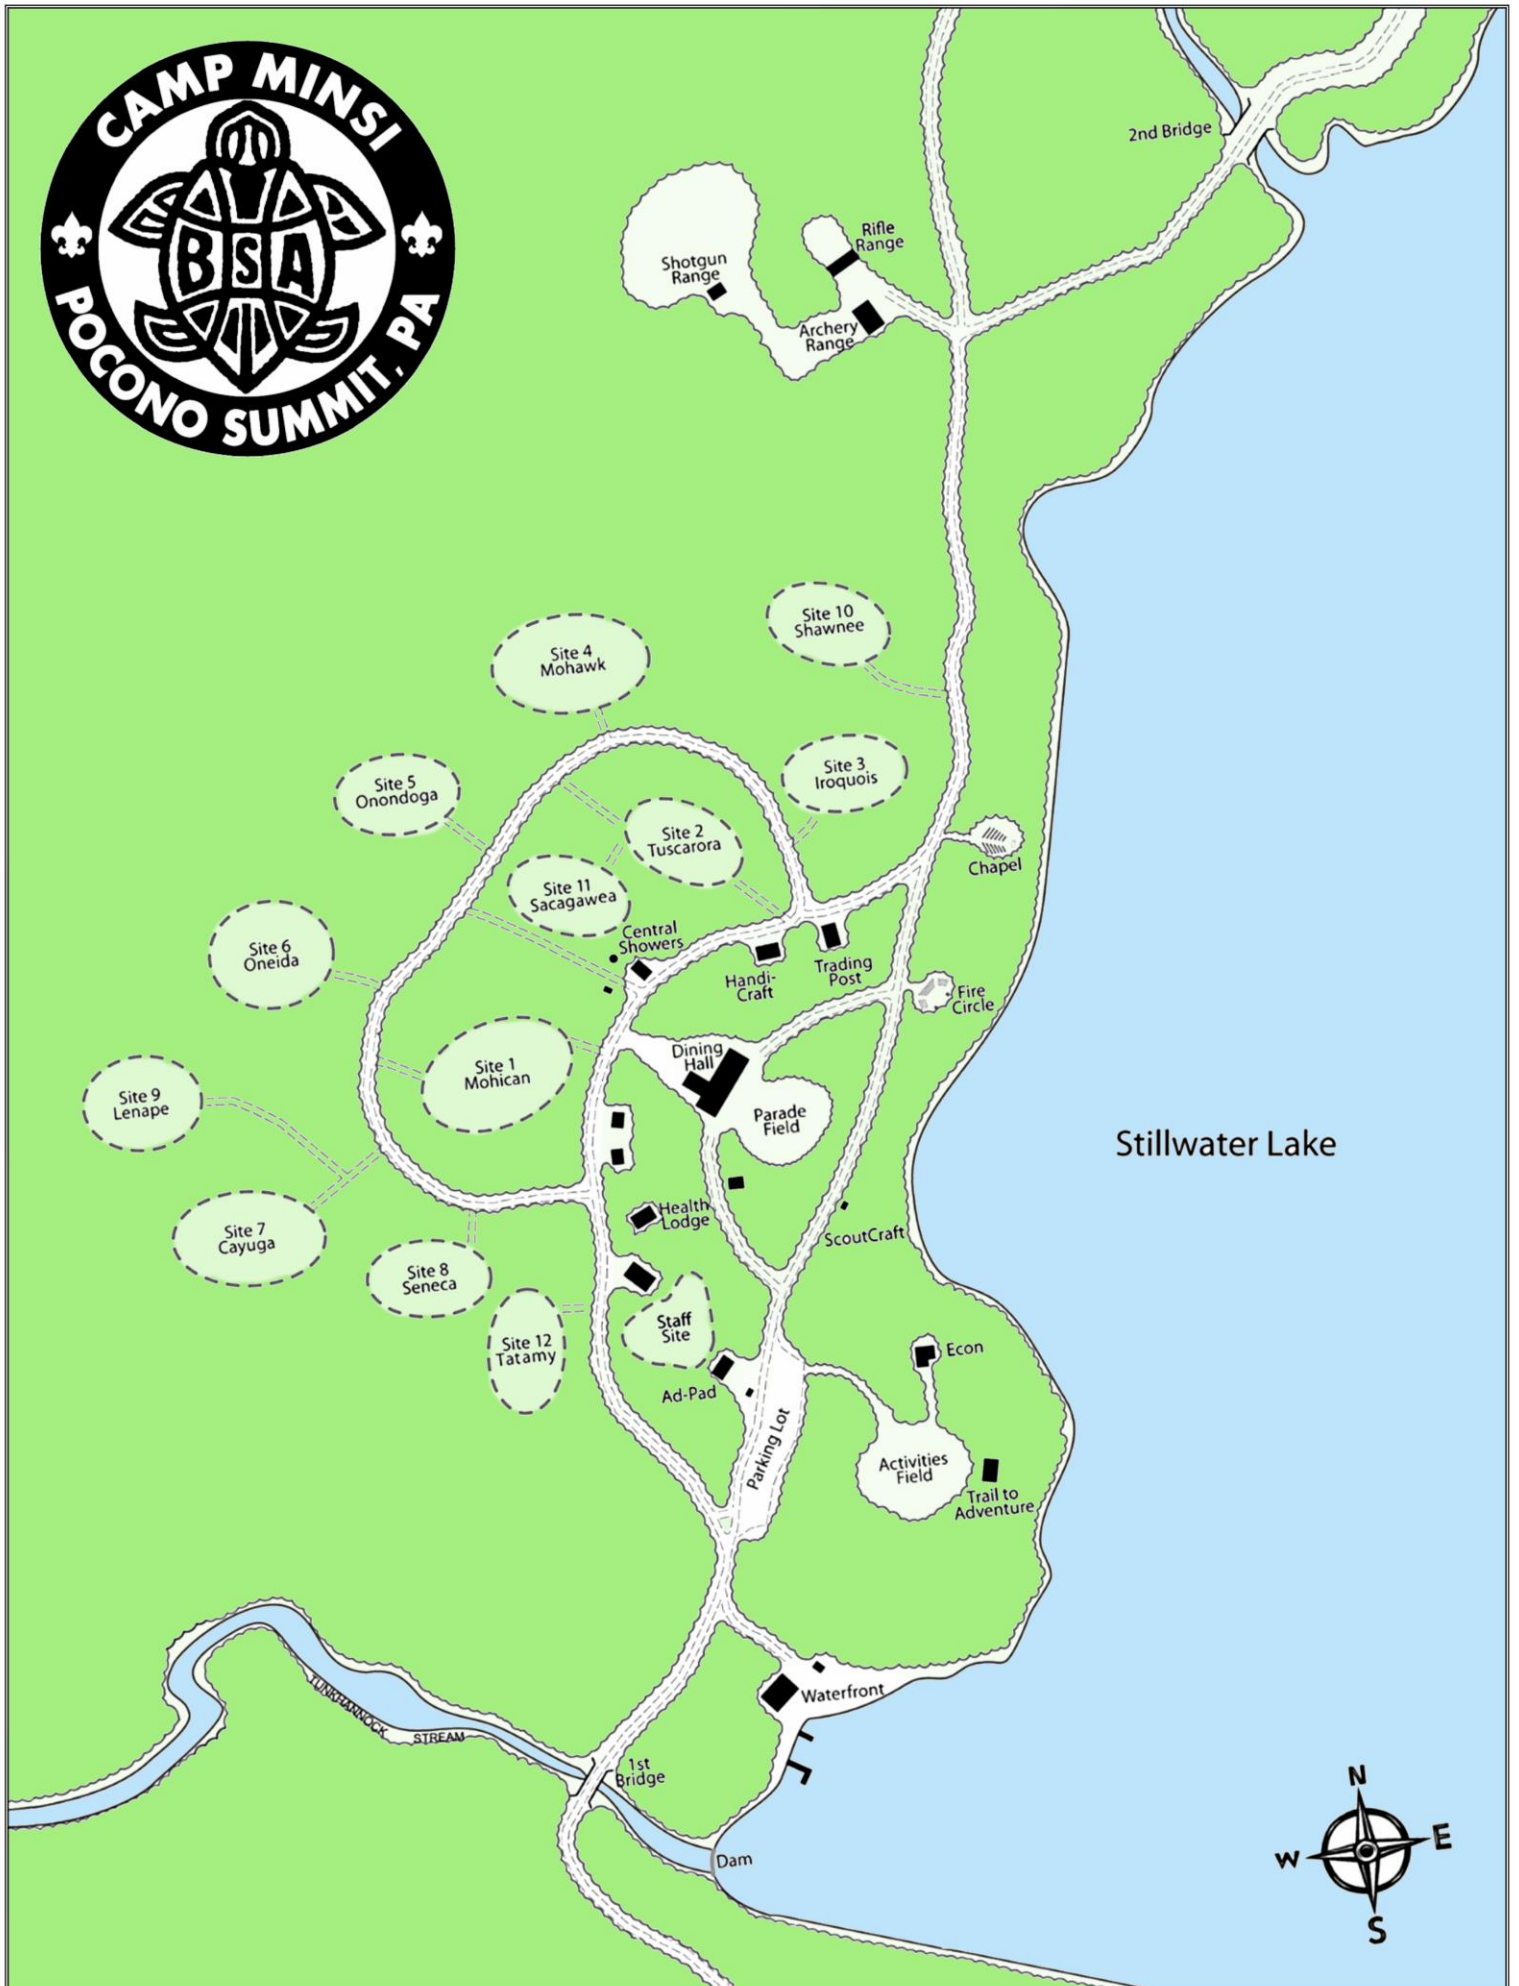 CAMP MINSI
BSA
POCONO SUMMIT, PA
2nd Bridge
Rifle
Range
Shotgun
Range
Archery
Range
Site 10
Shawnee
Site 4
Mohawk
Site 3
Iroquois
Site 5
Onondoga
Site 2
Tuscarora
Chapel
Site 11
Sacagawea
Central
Showers
Site 6
Oneida
Handi-
Craft
Trading
Post
Fire
Circle
Dining
Hall
Site 1
Mohican
Site 9
Lenape
Parade
Field
Stillwater Lake
Health
Lodge
Site 7
Cayuga
ScoutCraft
Site 8
Seneca
Staff
Site
Site 12
Tatamy
Econ
Ad-Pad
Parking Lot
Activities
Field
Trail to
Adventure
Waterfront
TUNKHANNOCK STREAM
1st
Bridge
Dam
N
W
E
S